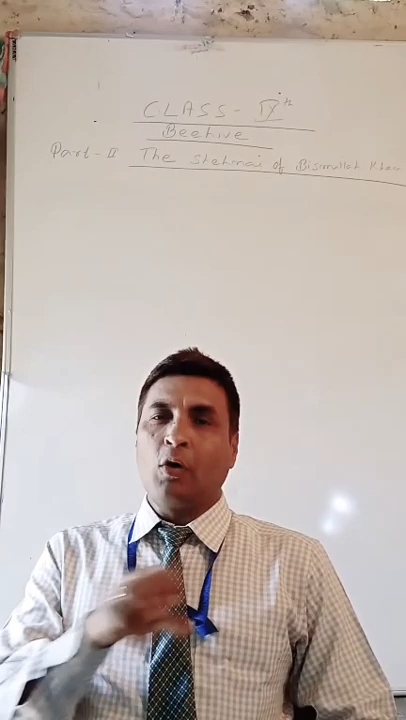 CLASS - IXth
Beehive
Part - II The Shehnai of Bismillah Khan